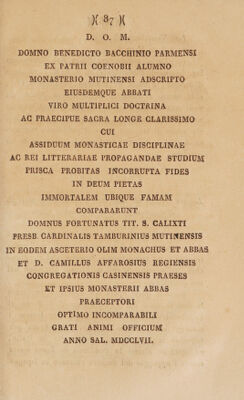 )( 87 )(
D. O. M.
DOMNO BENEDICTO BACCHINIO PARMENSI
EX PATRII COENOBII ALUMNO
MONASTERIO MUTINENSI ADSCRIPTO
EIUSDEMQUE ABBATI
VIRO MULTIPLICI DOCTRINA
AC PRAECIPUE SACRA LONGE CLARISSIMO
CUI
ASSIDUUM MONASTICAE DISCIPLINAE
AC REI LITTERARIAE PROPAGANDAE STUDIUM
PRISCA PROBITAS INCORRUPTA FIDES
IN DEUM PIETAS
IMMORTALEM UBIQUE FAMAM
COMPARARUNT
DOMNUS FORTUNATUS TIT. S. CALIXTI
PRESB CARDINALIS TAMBURINIUS MUTINENSIS
IN EODEM ASCETERIO OLIM MONACHUS ET ABBAS
ET D. CAMILLUS AFFAROSIUS REGIENSIS
CONGREGATIONIS CASINENSIS PRAESES
ET IPSIUS MONASTERII ABBAS
PRAECEPTORI
OPTIMO INCOMPARABILI
GRATI ANIMI OFFICIUM
ANNO SAL. MDCCLVII.